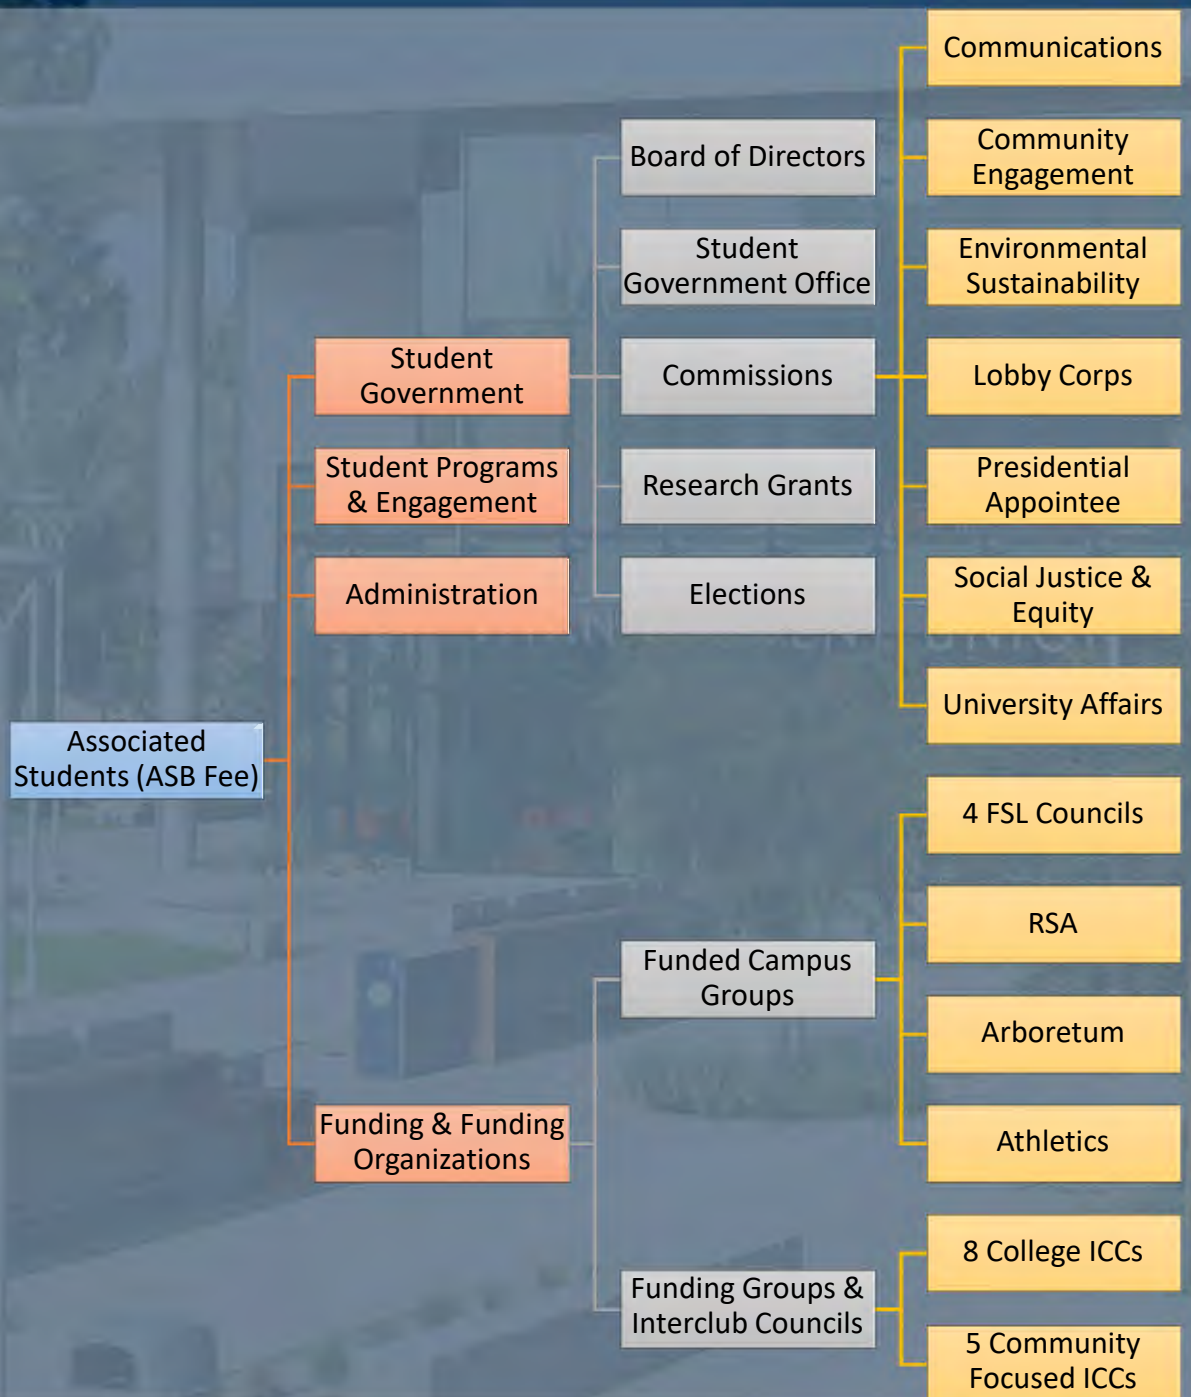 Associated
Students (ASB Fee)
Student
Government
Student Programs
& Engagement
Administration
Funding & Funding
Organizations
Board of Directors
Student
Government Office
Commissions
Research Grants
Elections
Funded Campus
Groups
Funding Groups &
Interclub Councils
Communications
Community
Engagement
Environmental
Sustainability
Lobby Corps
Presidential
Appointee
Social Justice &
Equity
University Affairs
4 FSL Councils
RSA
Arboretum
Athletics
8 College ICCs
5 Community
Focused ICCs